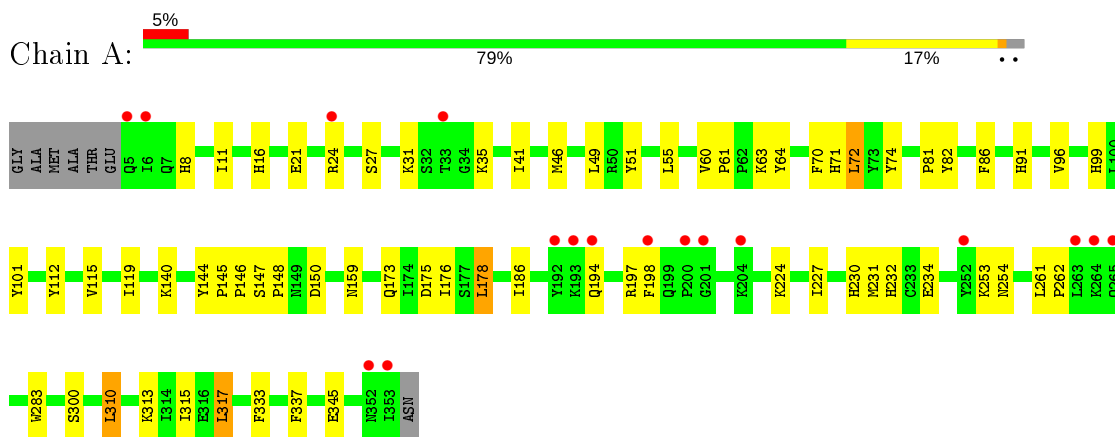 5%
Chain A:
79% 17% • •
GLY ALA MET ALA THR GLU Q5 I6 Q7 H8 I11 H16 E21 R24 S27 K31 S32 T33 G34 K35 I41 M46 L49 R50 Y51 L55 V60 P61 P62 K63 Y64 F70 H71 L72 Y73 Y74 P81 Y82 F86 H91 V96 H99 L100
Y101 Y112 V115 I119 K140 Y144 P145 P146 S147 P148 N149 D150 N159 Q173 I174 D175 I176 S177 L178 I186 Y192 K193 Q194 R197 F198 Q199 P200 G201 K204 K224 I227 H230 M231 H232 C233 E234 Y252 K253 N254 L261 P262 L263 K264
W283 S300 L310 K313 I314 I315 E316 L317 F333 F337 E345 N352 I353 ASN